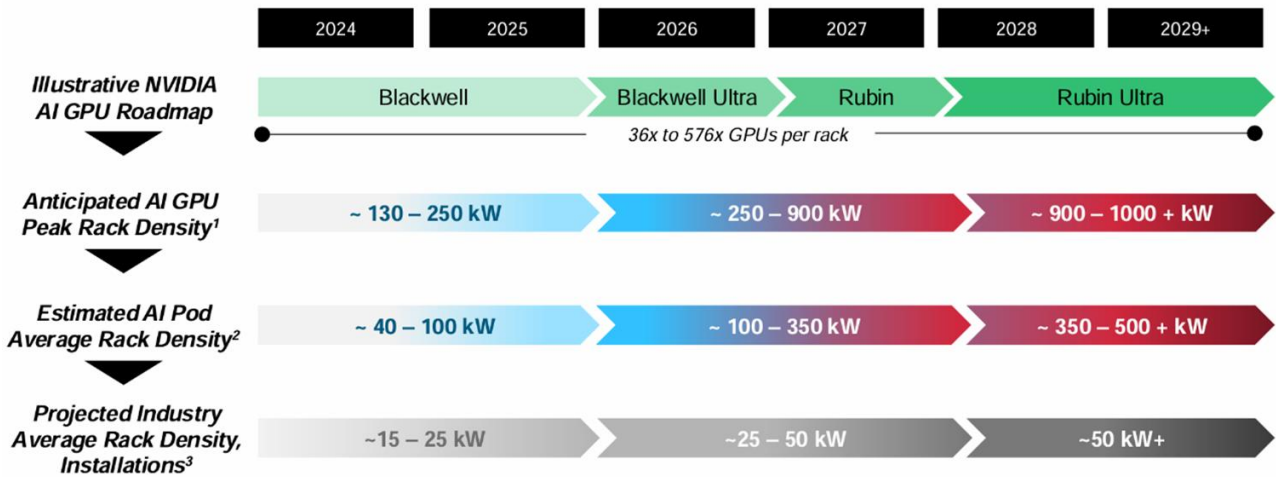 2024 2025 2026 2027 2028 2029+
Illustrative NVIDIA
AI GPU Roadmap
Blackwell Blackwell Ultra Rubin Rubin Ultra
36x to 576x GPUs per rack
Anticipated AI GPU
Peak Rack Density¹
~ 130 – 250 kW ~ 250 – 900 kW ~ 900 – 1000 + kW
Estimated AI Pod
Average Rack Density²
~ 40 – 100 kW ~ 100 – 350 kW ~ 350 – 500 + kW
Projected Industry
Average Rack Density,
Installations³
~15 – 25 kW ~25 – 50 kW ~50 kW+